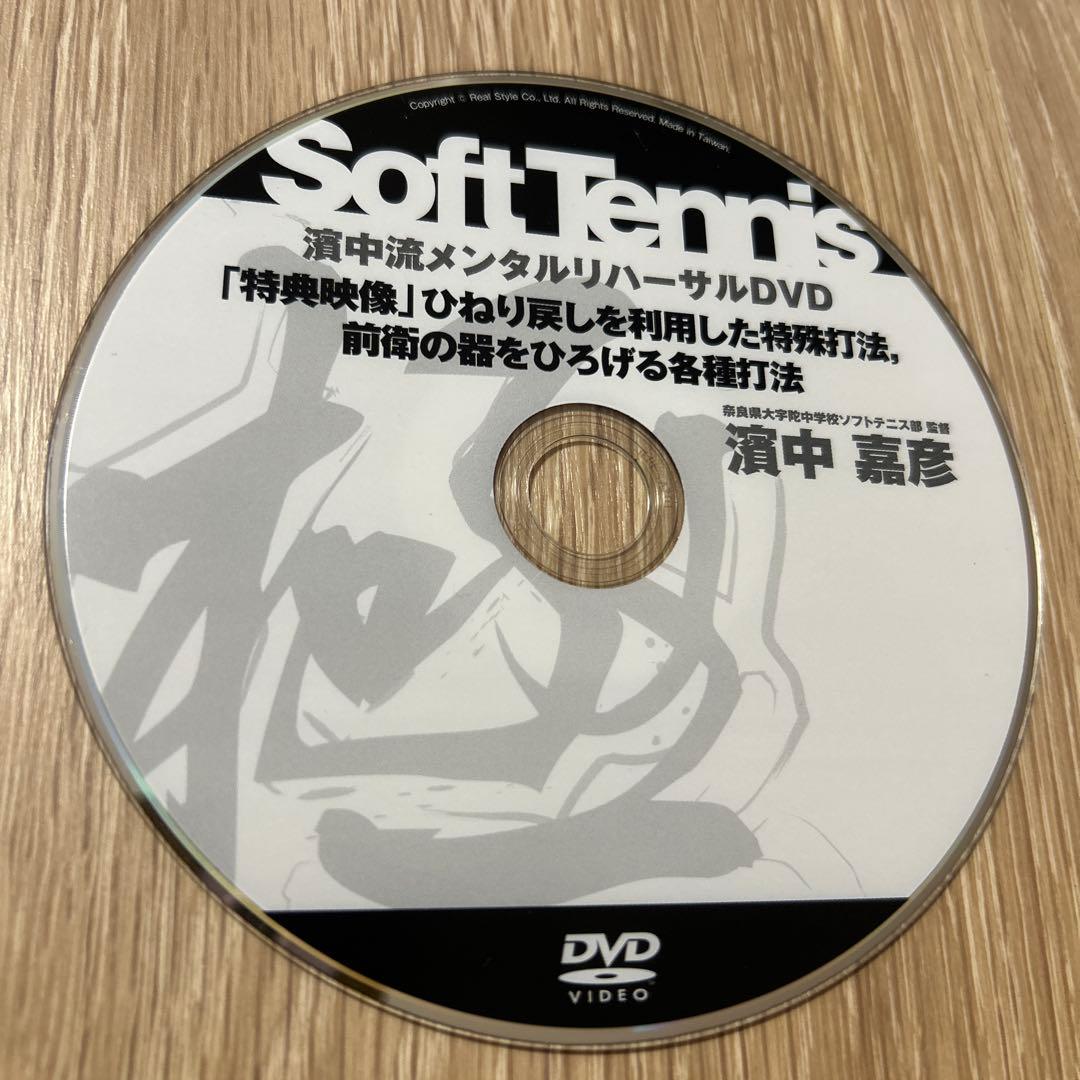 Copyright © Real Style Co., Ltd. All Rights Reserved. Made in Taiwan.
Soft Tennis
濱中流メンタルリハーサルDVD
「特典映像」ひねり戻しを利用した特殊打法,
前衛の器をひろげる各種打法
奈良県大宇陀中学校ソフトテニス部 監督
濱中 嘉彦
DVD
VIDEO